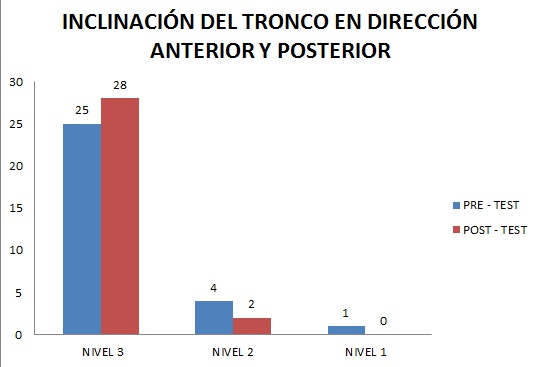 INCLINACIÓN DEL TRONCO EN DIRECCIÓN
ANTERIOR Y POSTERIOR
30
25
20
15
10
5
0
25
28
4
2
1
0
NIVEL 3
NIVEL 2
NIVEL 1
PRE - TEST
POST - TEST